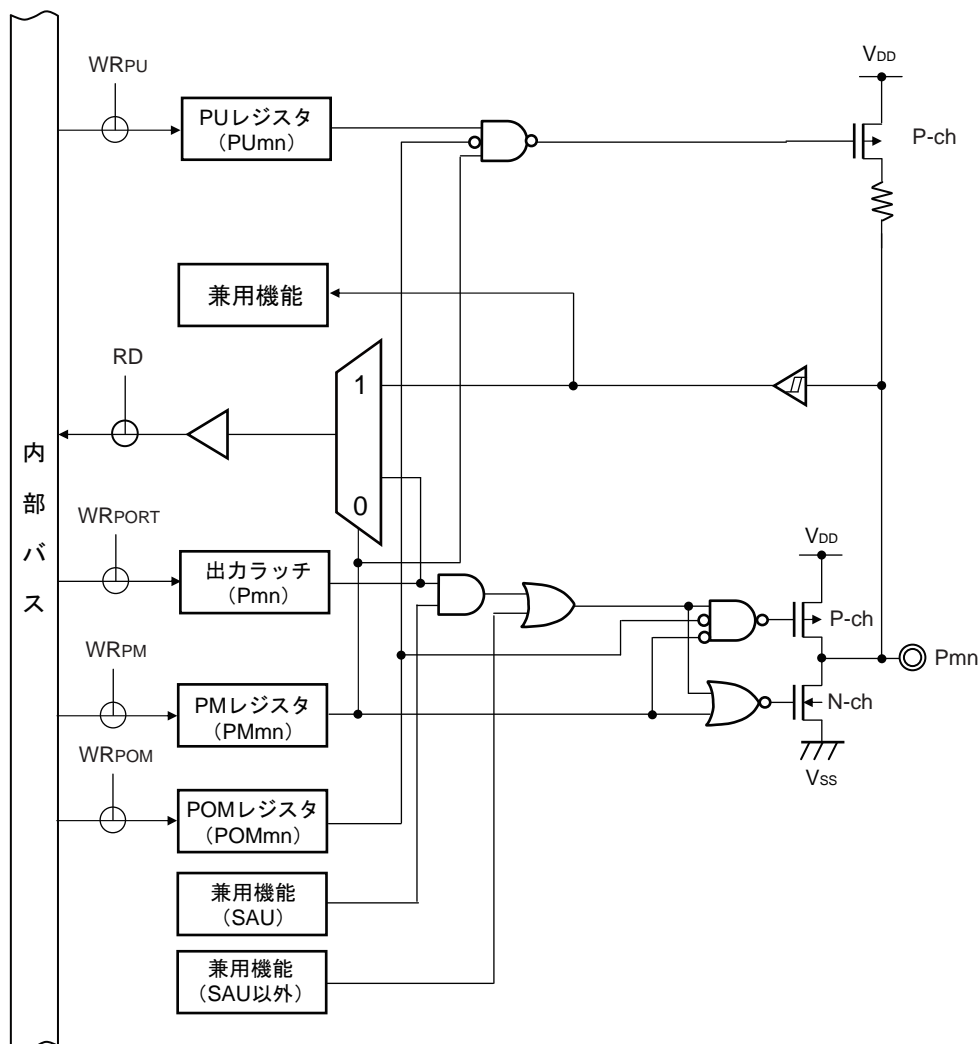 WRPU
PUレジスタ
(PUmn)
VDD
P-ch
兼用機能
RD
1
0
内部バス
WRPORT
出力ラッチ
(Pmn)
VDD
P-ch
Pmn
WRPM
PMレジスタ
(PMmn)
N-ch
VSS
WRPOM
POMレジスタ
(POMmn)
兼用機能
(SAU)
兼用機能
(SAU以外)